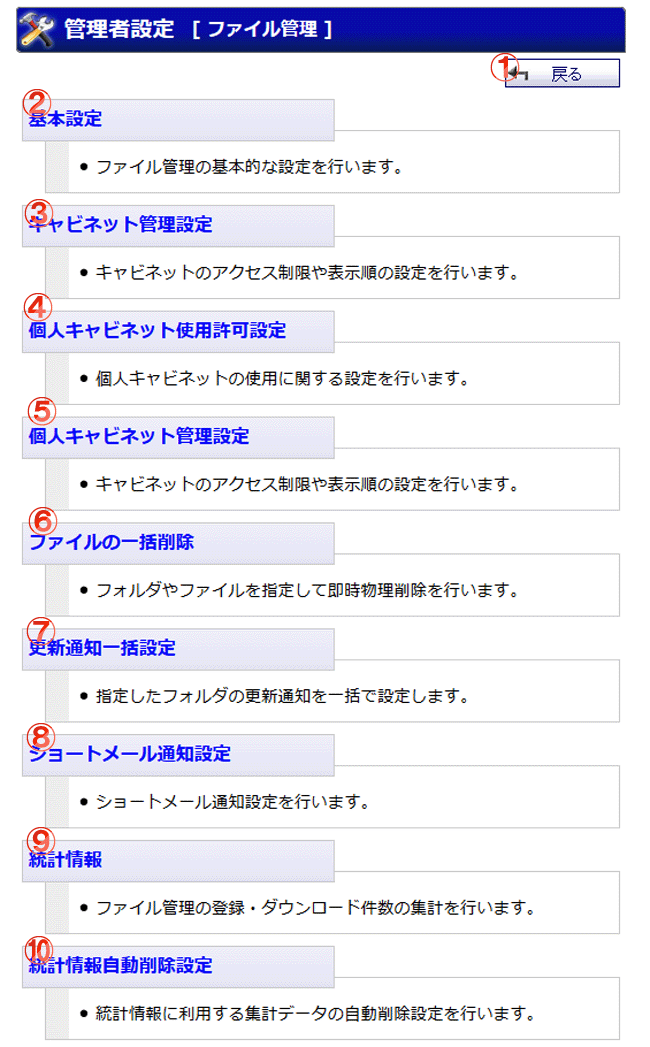 管理者設定 [ ファイル管理 ]
① 戻る
②
基本設定
● ファイル管理の基本的な設定を行います。
③
キャビネット管理設定
● キャビネットのアクセス制限や表示順の設定を行います。
④
個人キャビネット使用許可設定
● 個人キャビネットの使用に関する設定を行います。
⑤
個人キャビネット管理設定
● キャビネットのアクセス制限や表示順の設定を行います。
⑥
ファイルの一括削除
● フォルダやファイルを指定して即時物理削除を行います。
⑦
更新通知一括設定
● 指定したフォルダの更新通知を一括で設定します。
⑧
ショートメール通知設定
● ショートメール通知設定を行います。
⑨
統計情報
● ファイル管理の登録・ダウンロード件数の集計を行います。
⑩
統計情報自動削除設定
● 統計情報に利用する集計データの自動削除設定を行います。